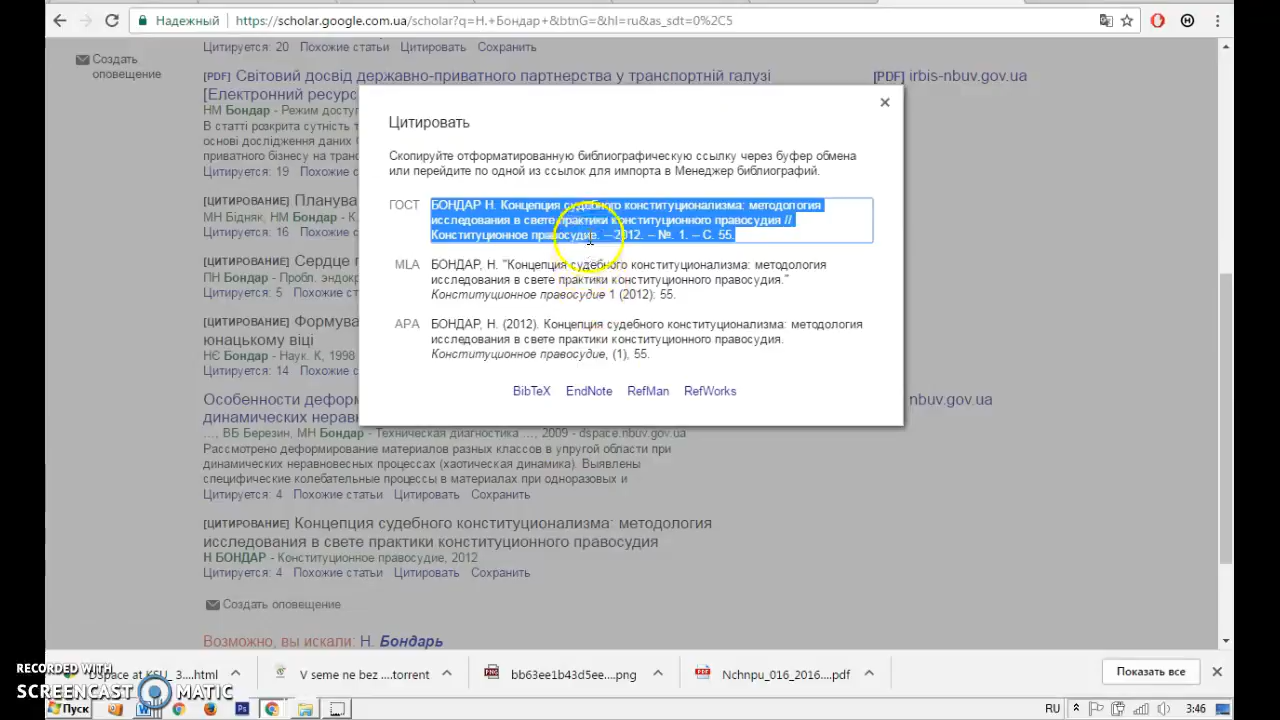 Надежный
https://scholar.google.com.ua/scholar?q=Н.+Бондар+&btnG=&hl=ru&as_sdt=0%2C5
Создать
оповещение
Цитируется: 20 Похожие статьи Цитировать Сохранить
[PDF] Світовий досвід державно-приватного партнерства у транспортній галузі
[PDF] irbis-nbuv.gov.ua
[Електронний ресурс
НМ Бондар - Режим досту
В статті розкрита сутність т
основі дослідження даних
приватного бізнесу на тран
Цитируется: 19 Похожие
[ЦИТИРОВАНИЕ] Планува
МН Бідняк, НМ Бондар - К
Цитируется: 16 Похожие
[ЦИТИРОВАНИЕ] Сердце
ПН Бондар - Пробл. эндокр
Цитируется: 5 Похожие
[ЦИТИРОВАНИЕ] Формува
юнацькому віці
НЄ Бондар - Наук. К, 1998
Цитируется: 14 Похожие
Особенности деформ
nbuv.gov.ua
динамических нерав
..., ВБ Березин, МН Бондар - Техническая диагностика ..., 2009 - dspace.nbuv.gov.ua
Рассмотрено деформирование материалов разных классов в упругой области при
динамических неравновесных процессах (хаотическая динамика). Выявлены
специфические колебательные процессы в материалах при одноразовых и
Цитируется: 4 Похожие статьи Цитировать Сохранить
[ЦИТИРОВАНИЕ] Концепция судебного конституционализма: методология
исследования в свете практики конституционного правосудия
Н БОНДАР - Конституционное правосудие, 2012
Цитируется: 4 Похожие статьи Цитировать Сохранить
Создать оповещение
Возможно, вы искали: Н. Бондарь
Цитировать
Скопируйте отформатированную библиографическую ссылку через буфер обмена
или перейдите по одной из ссылок для импорта в Менеджер библиографий.
ГОСТ БОНДАР Н. Концепция судебного конституционализма: методология
исследования в свете практики конституционного правосудия //
Конституционное правосудие. – 2012. – №. 1. – С. 55.
MLA БОНДАР, Н. "Концепция судебного конституционализма: методология
исследования в свете практики конституционного правосудия."
Конституционное правосудие 1 (2012): 55.
APA БОНДАР, Н. (2012). Концепция судебного конституционализма: методология
исследования в свете практики конституционного правосудия.
Конституционное правосудие, (1), 55.
BibTeX EndNote RefMan RefWorks
Dspace at KSU_ 3....html
V seme ne bez ....torrent
bb63ee1b43d5ee....png
Nchnpu_016_2016....pdf
Показать все
RECORDED WITH
SCREENCAST MATIC
Пуск
RU
3:46